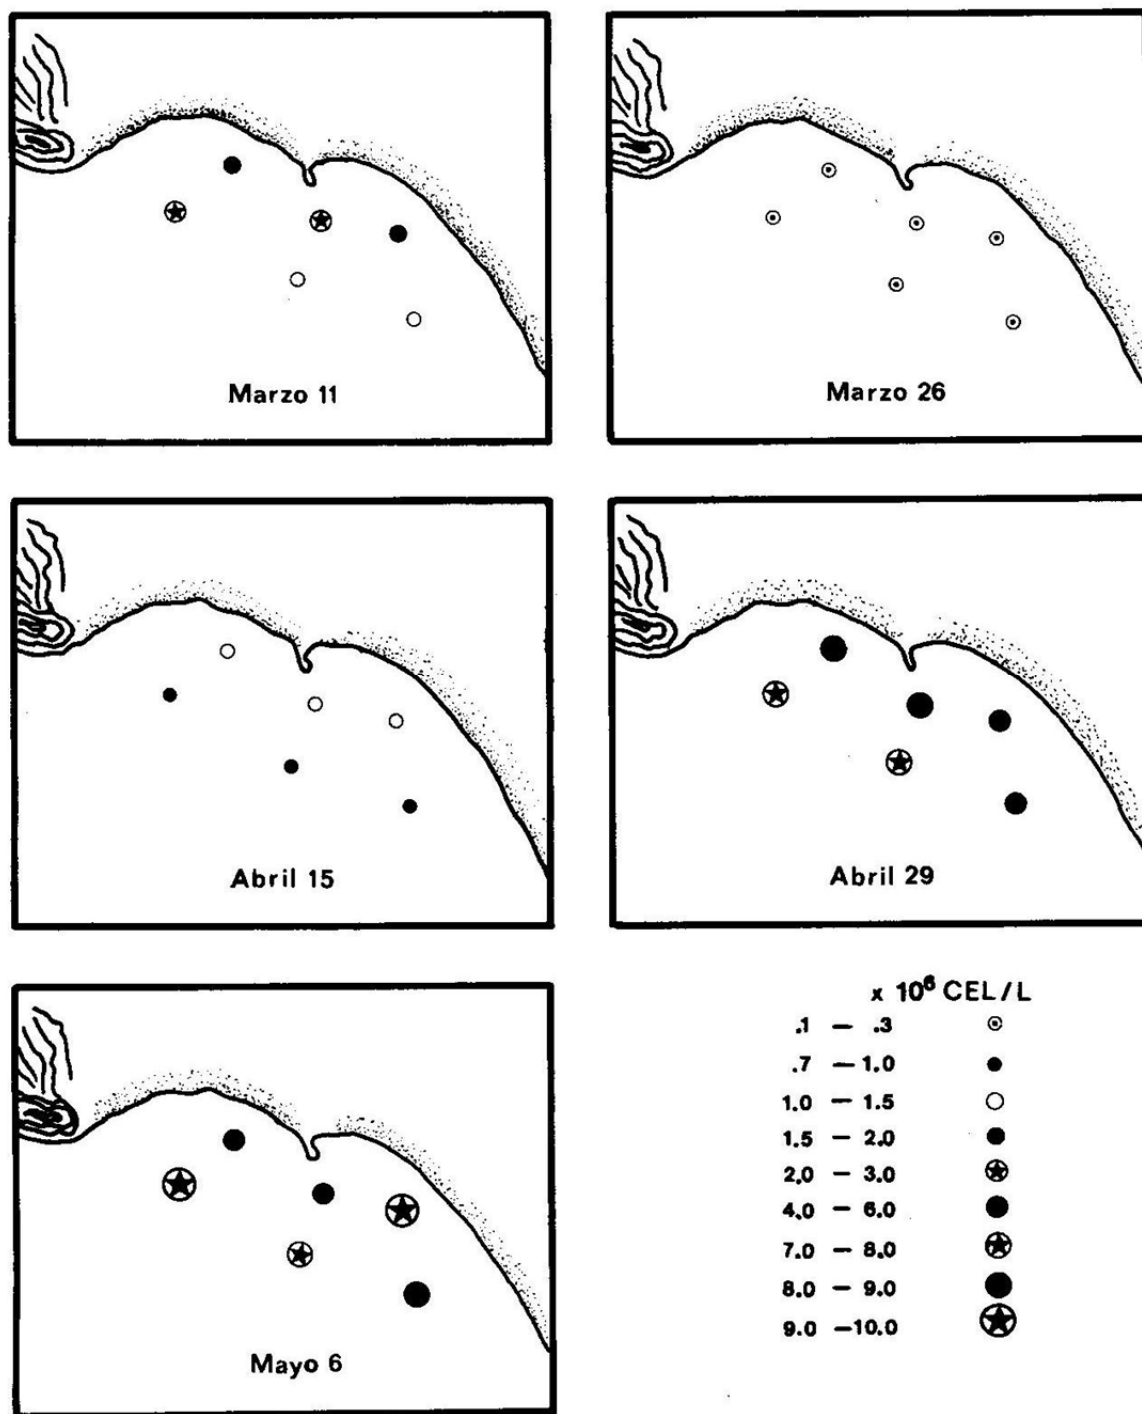 Marzo 11
Marzo 26
Abril 15
Abril 29
Mayo 6
x 10⁶ CEL/L
.1 — .3
.7 — 1.0
1.0 — 1.5
1.5 — 2.0
2.0 — 3.0
4.0 — 6.0
7.0 — 8.0
8.0 — 9.0
9.0 — 10.0